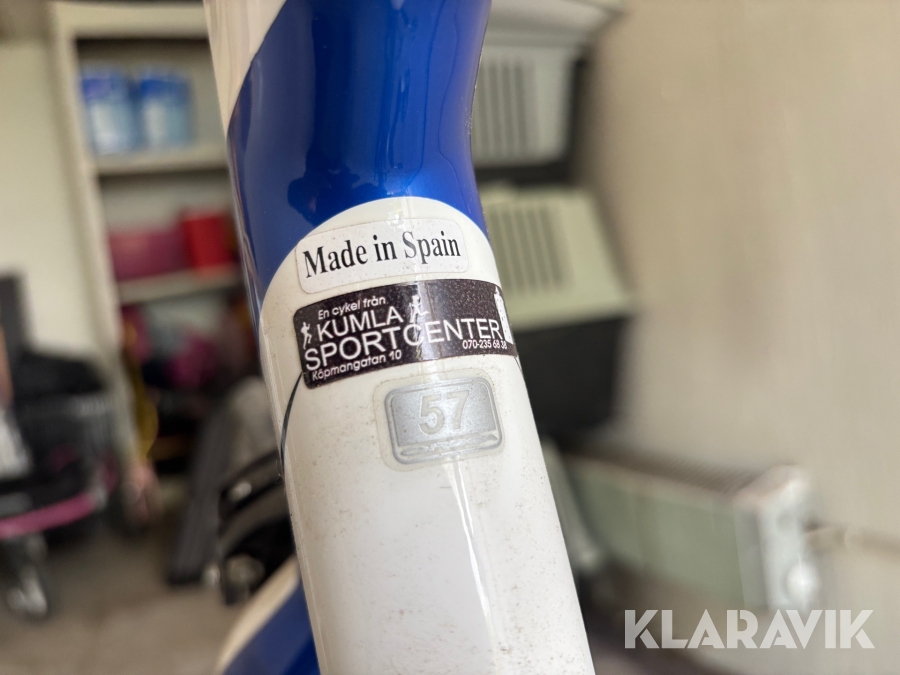 Made in Spain
En cykel från
KUMLA
SPORTCENTER
Köpmangatan 10
070-235 68 38
57
KLARAVIK